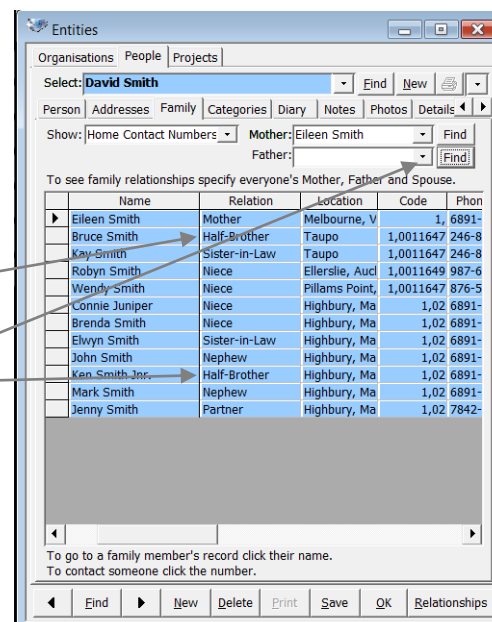 Entities
Organisations People Projects
Select: David Smith Find New
Person Addresses Family Categories Diary Notes Photos Details
Show: Home Contact Numbers Mother: Eileen Smith Find
Father: Find
To see family relationships specify everyone's Mother, Father and Spouse.
Name Relation Location Code Phon
Eileen Smith Mother Melbourne, V 1, 6891-
Bruce Smith Half-Brother Taupo 1,0011647 246-8
Kay Smith Sister-in-Law Taupo 1,0011647 246-8
Robyn Smith Niece Ellerslie, Aucl 1,0011649 987-6
Wendy Smith Niece Pillams Point, 1,0011647 876-5
Connie Juniper Niece Highbury, Ma 1,02 6891-
Brenda Smith Niece Highbury, Ma 1,02 6891-
Elwyn Smith Sister-in-Law Highbury, Ma 1,02 6891-
John Smith Nephew Highbury, Ma 1,02 6891-
Ken Smith Jnr. Half-Brother Highbury, Ma 1,02 6891-
Mark Smith Nephew Highbury, Ma 1,02 6891-
Jenny Smith Partner Highbury, Ma 1,02 7842-
To go to a family member's record click their name.
To contact someone click the number.
Find New Delete Print Save OK Relationships